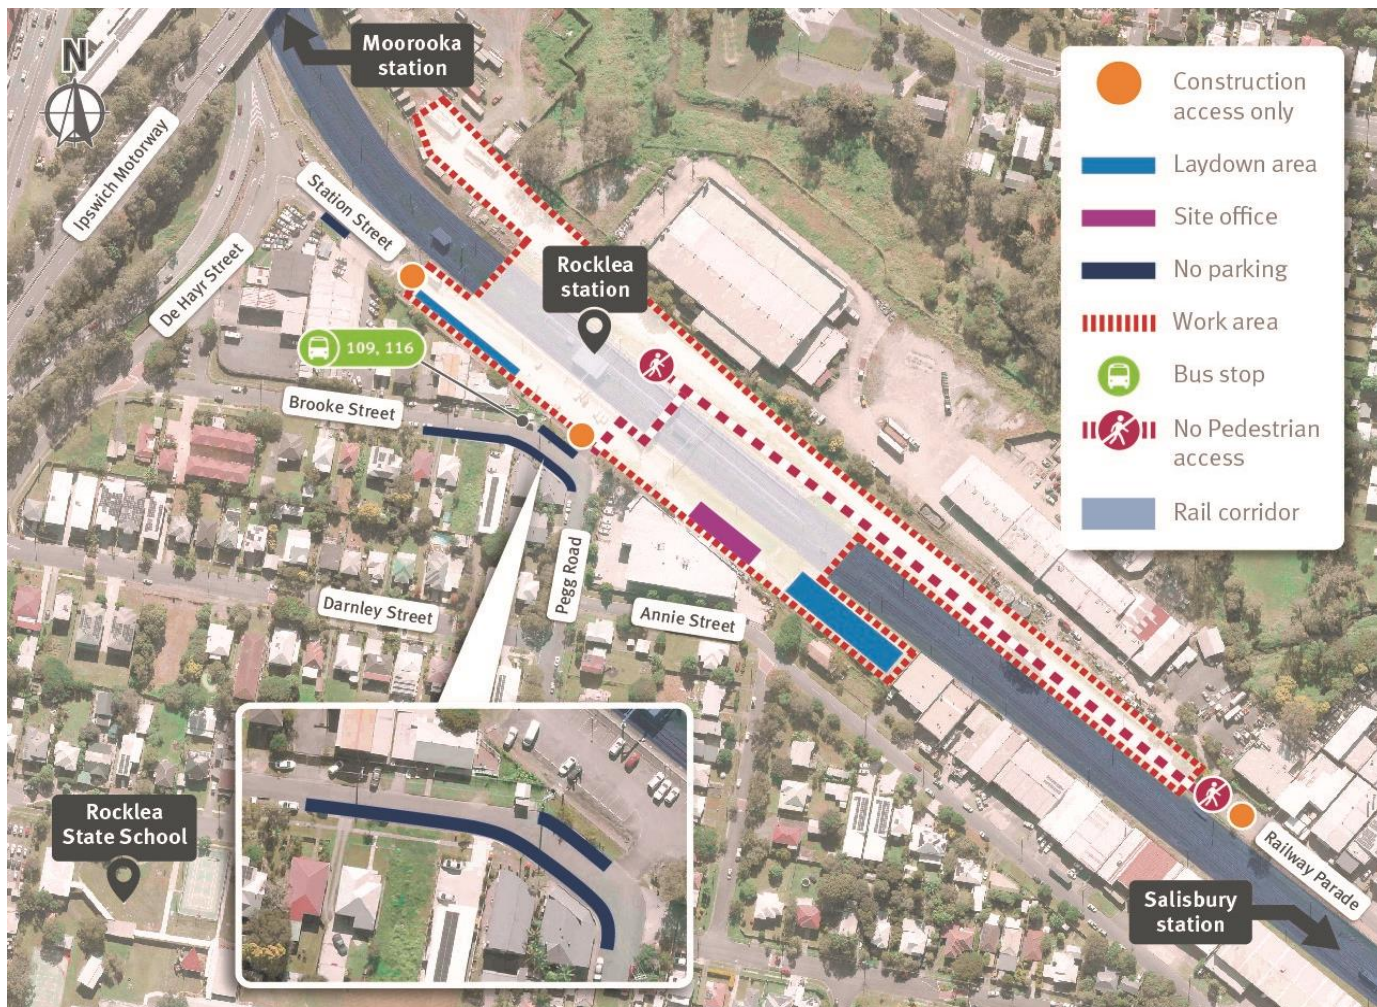 N
Moorooka
station
Ipswich Motorway
Station Street
De Hayr Street
Rocklea
station
109, 116
Brooke Street
Pegg Road
Darnley Street
Annie Street
Rocklea
State School
Railway Parade
Salisbury
station
Construction
access only
Laydown area
Site office
No parking
Work area
Bus stop
No Pedestrian
access
Rail corridor